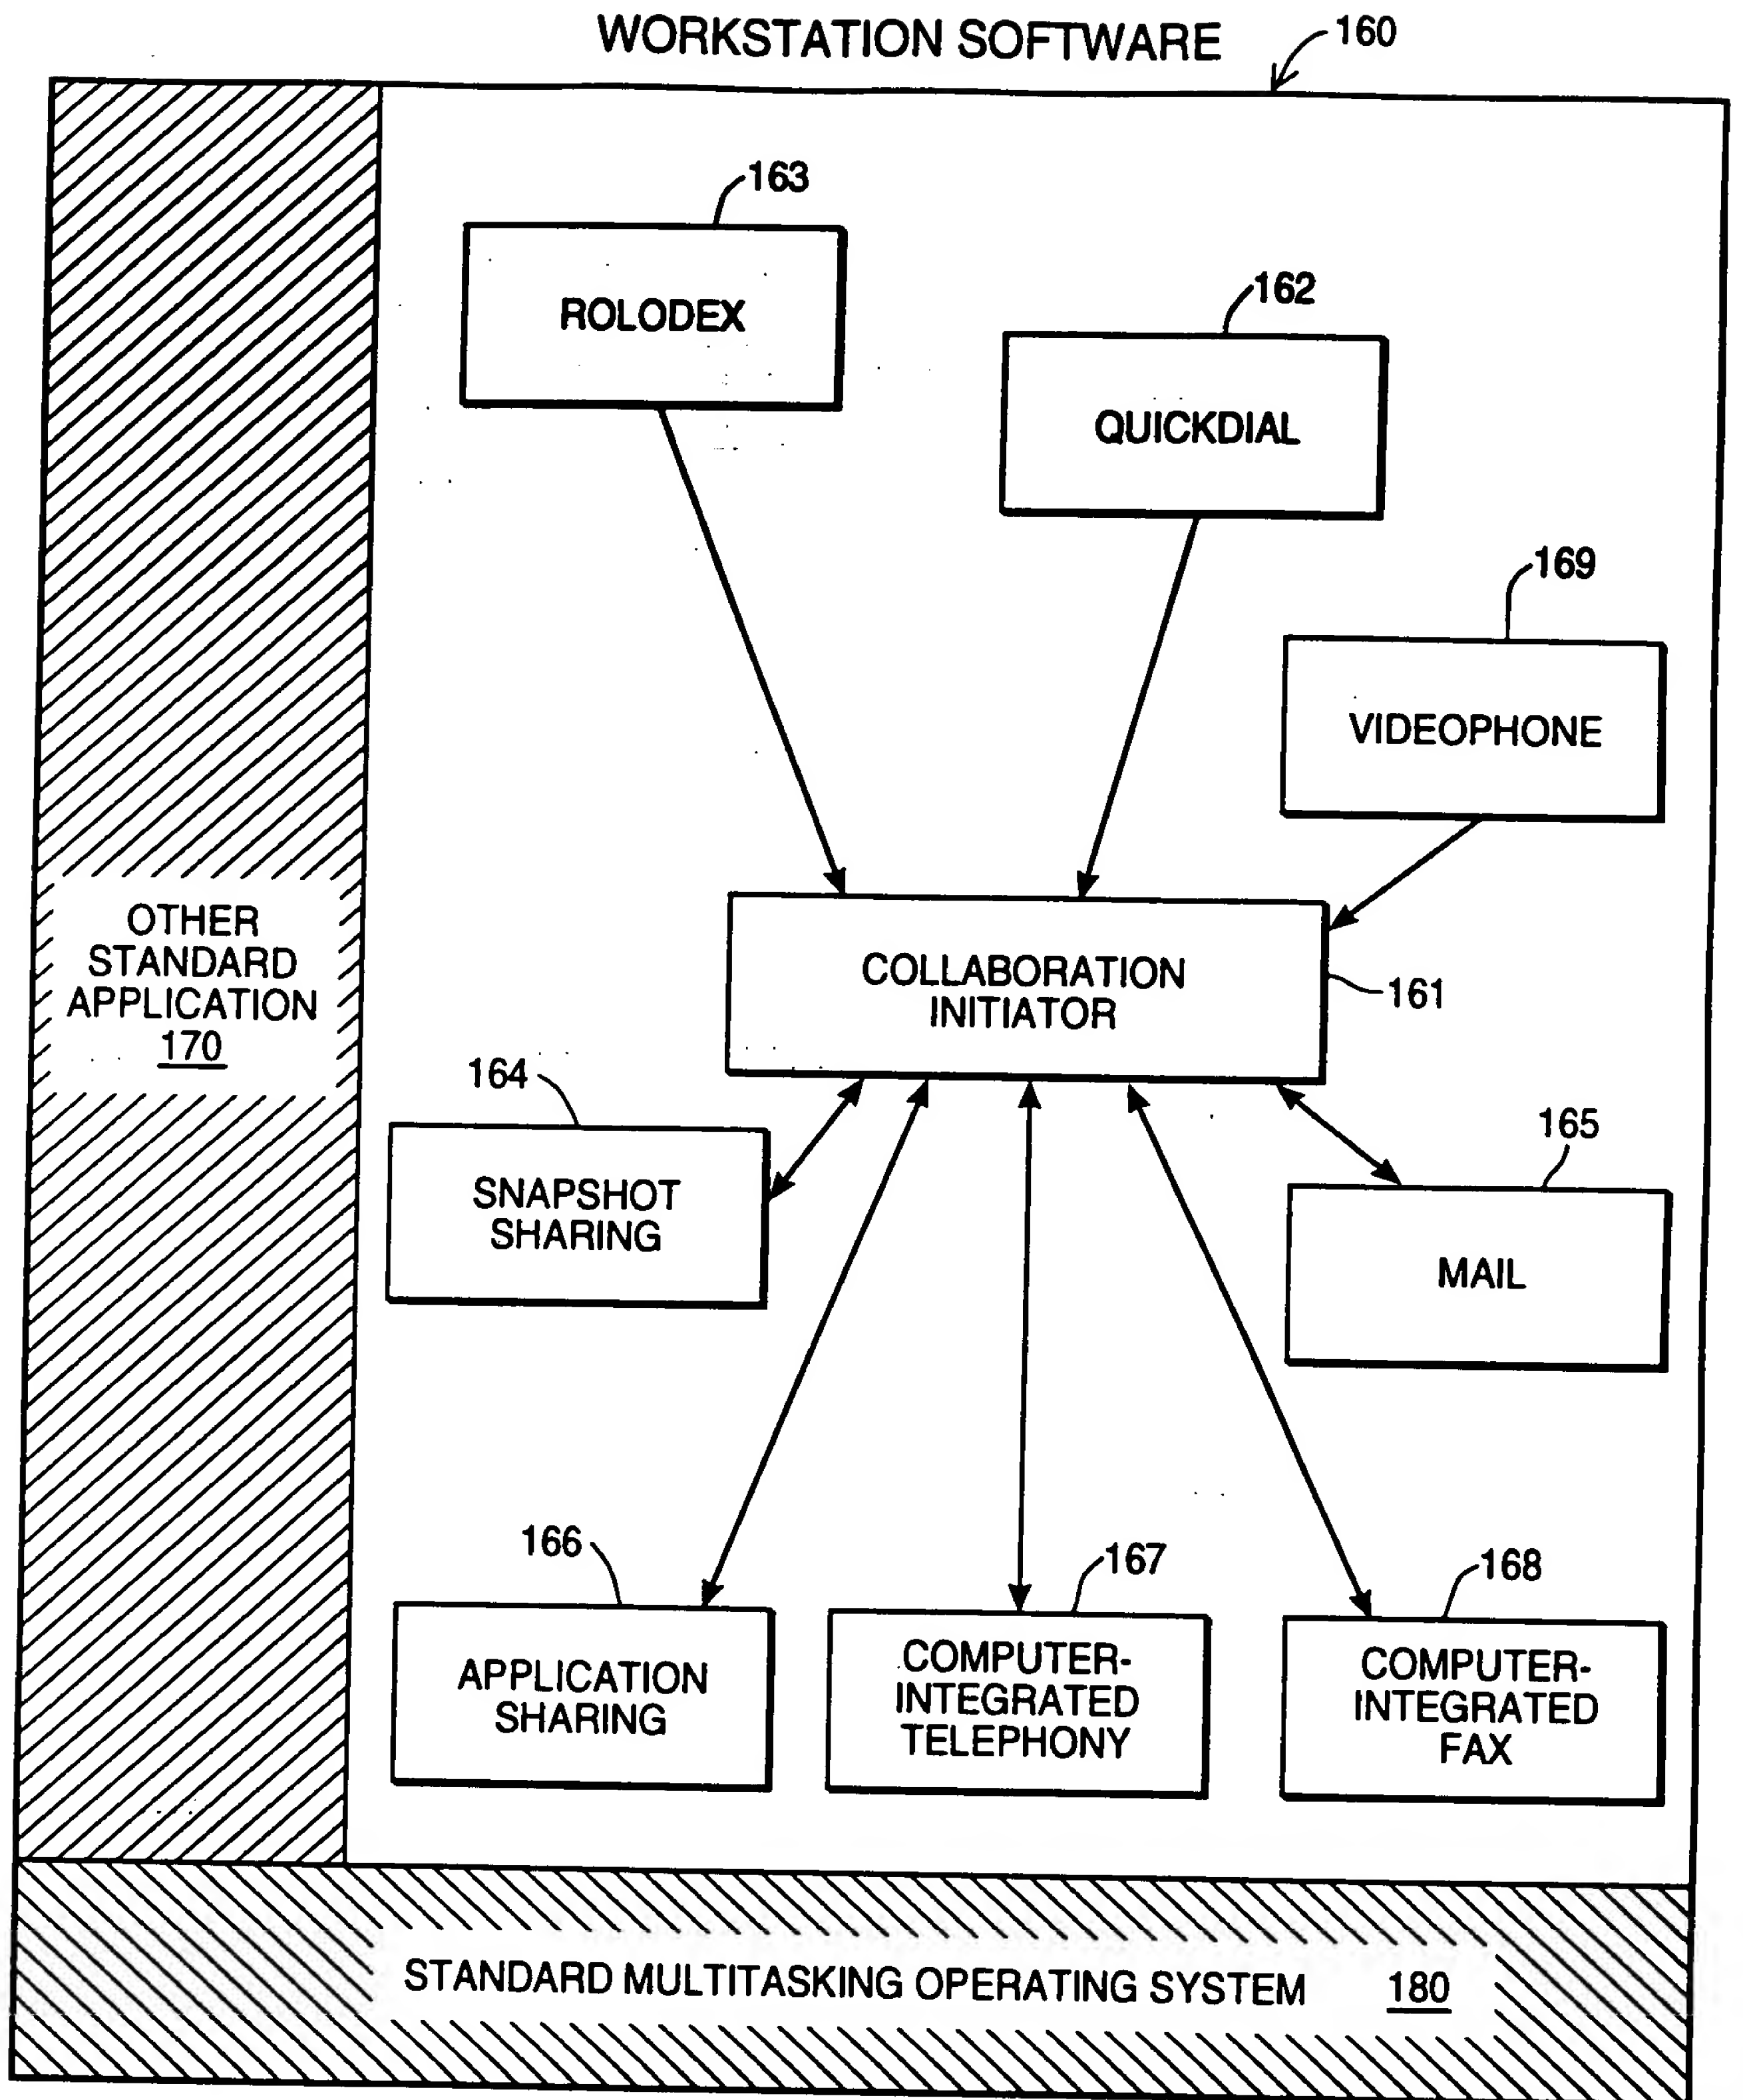 WORKSTATION SOFTWARE
160
163
ROLODEX
162
QUICKDIAL
169
VIDEOPHONE
COLLABORATION
INITIATOR
161
OTHER
STANDARD
APPLICATION
170
164
SNAPSHOT
SHARING
165
MAIL
166
APPLICATION
SHARING
167
COMPUTER-
INTEGRATED
TELEPHONY
168
COMPUTER-
INTEGRATED
FAX
STANDARD MULTITASKING OPERATING SYSTEM 180